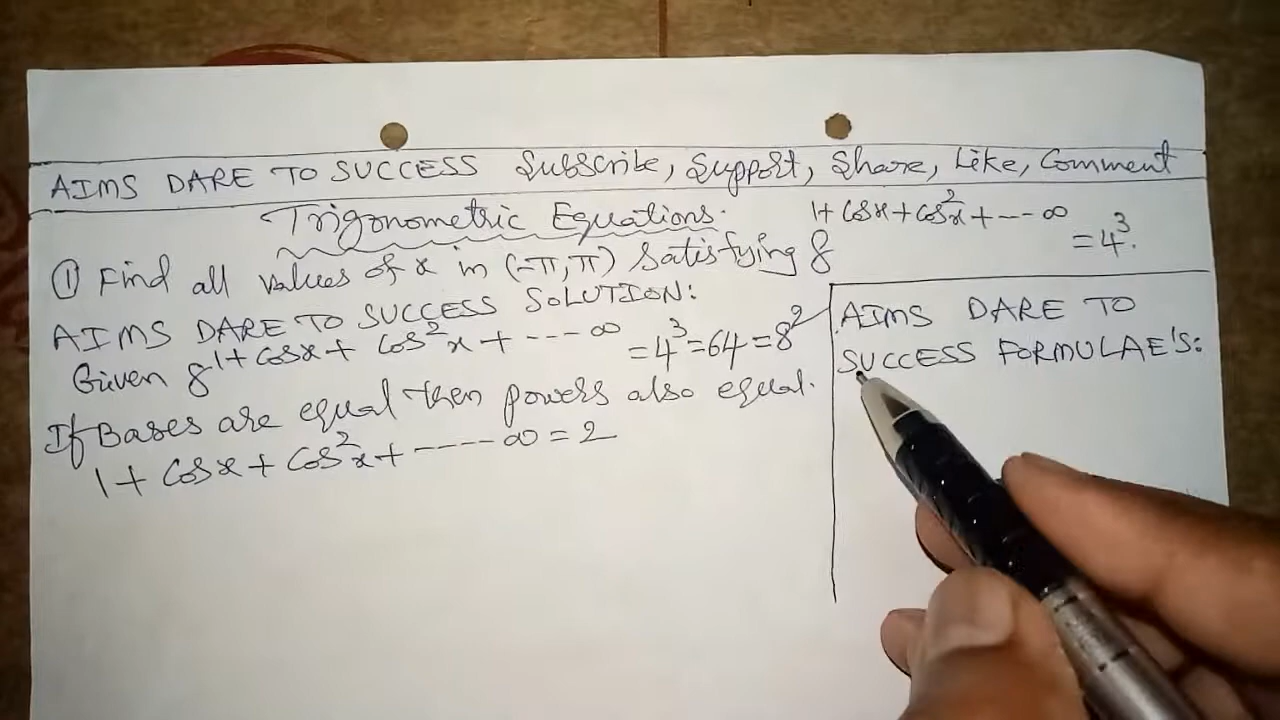 AIMS DARE TO SUCCESS Subscribe, Support, Share, Like, Comment
Trigonometric Equations.
① Find all values of x in (-π, π) satisfying 8^(1+cosx+cos²x+----∞) = 4³.
AIMS DARE TO SUCCESS SOLUTION:
Given 8^(1+cosx+cos²x+----∞) = 4³=64=8²
If Bases are equal then powers also equal.
1+cosx+cos²x+-----∞=2
AIMS DARE TO
SUCCESS FORMULAE'S: